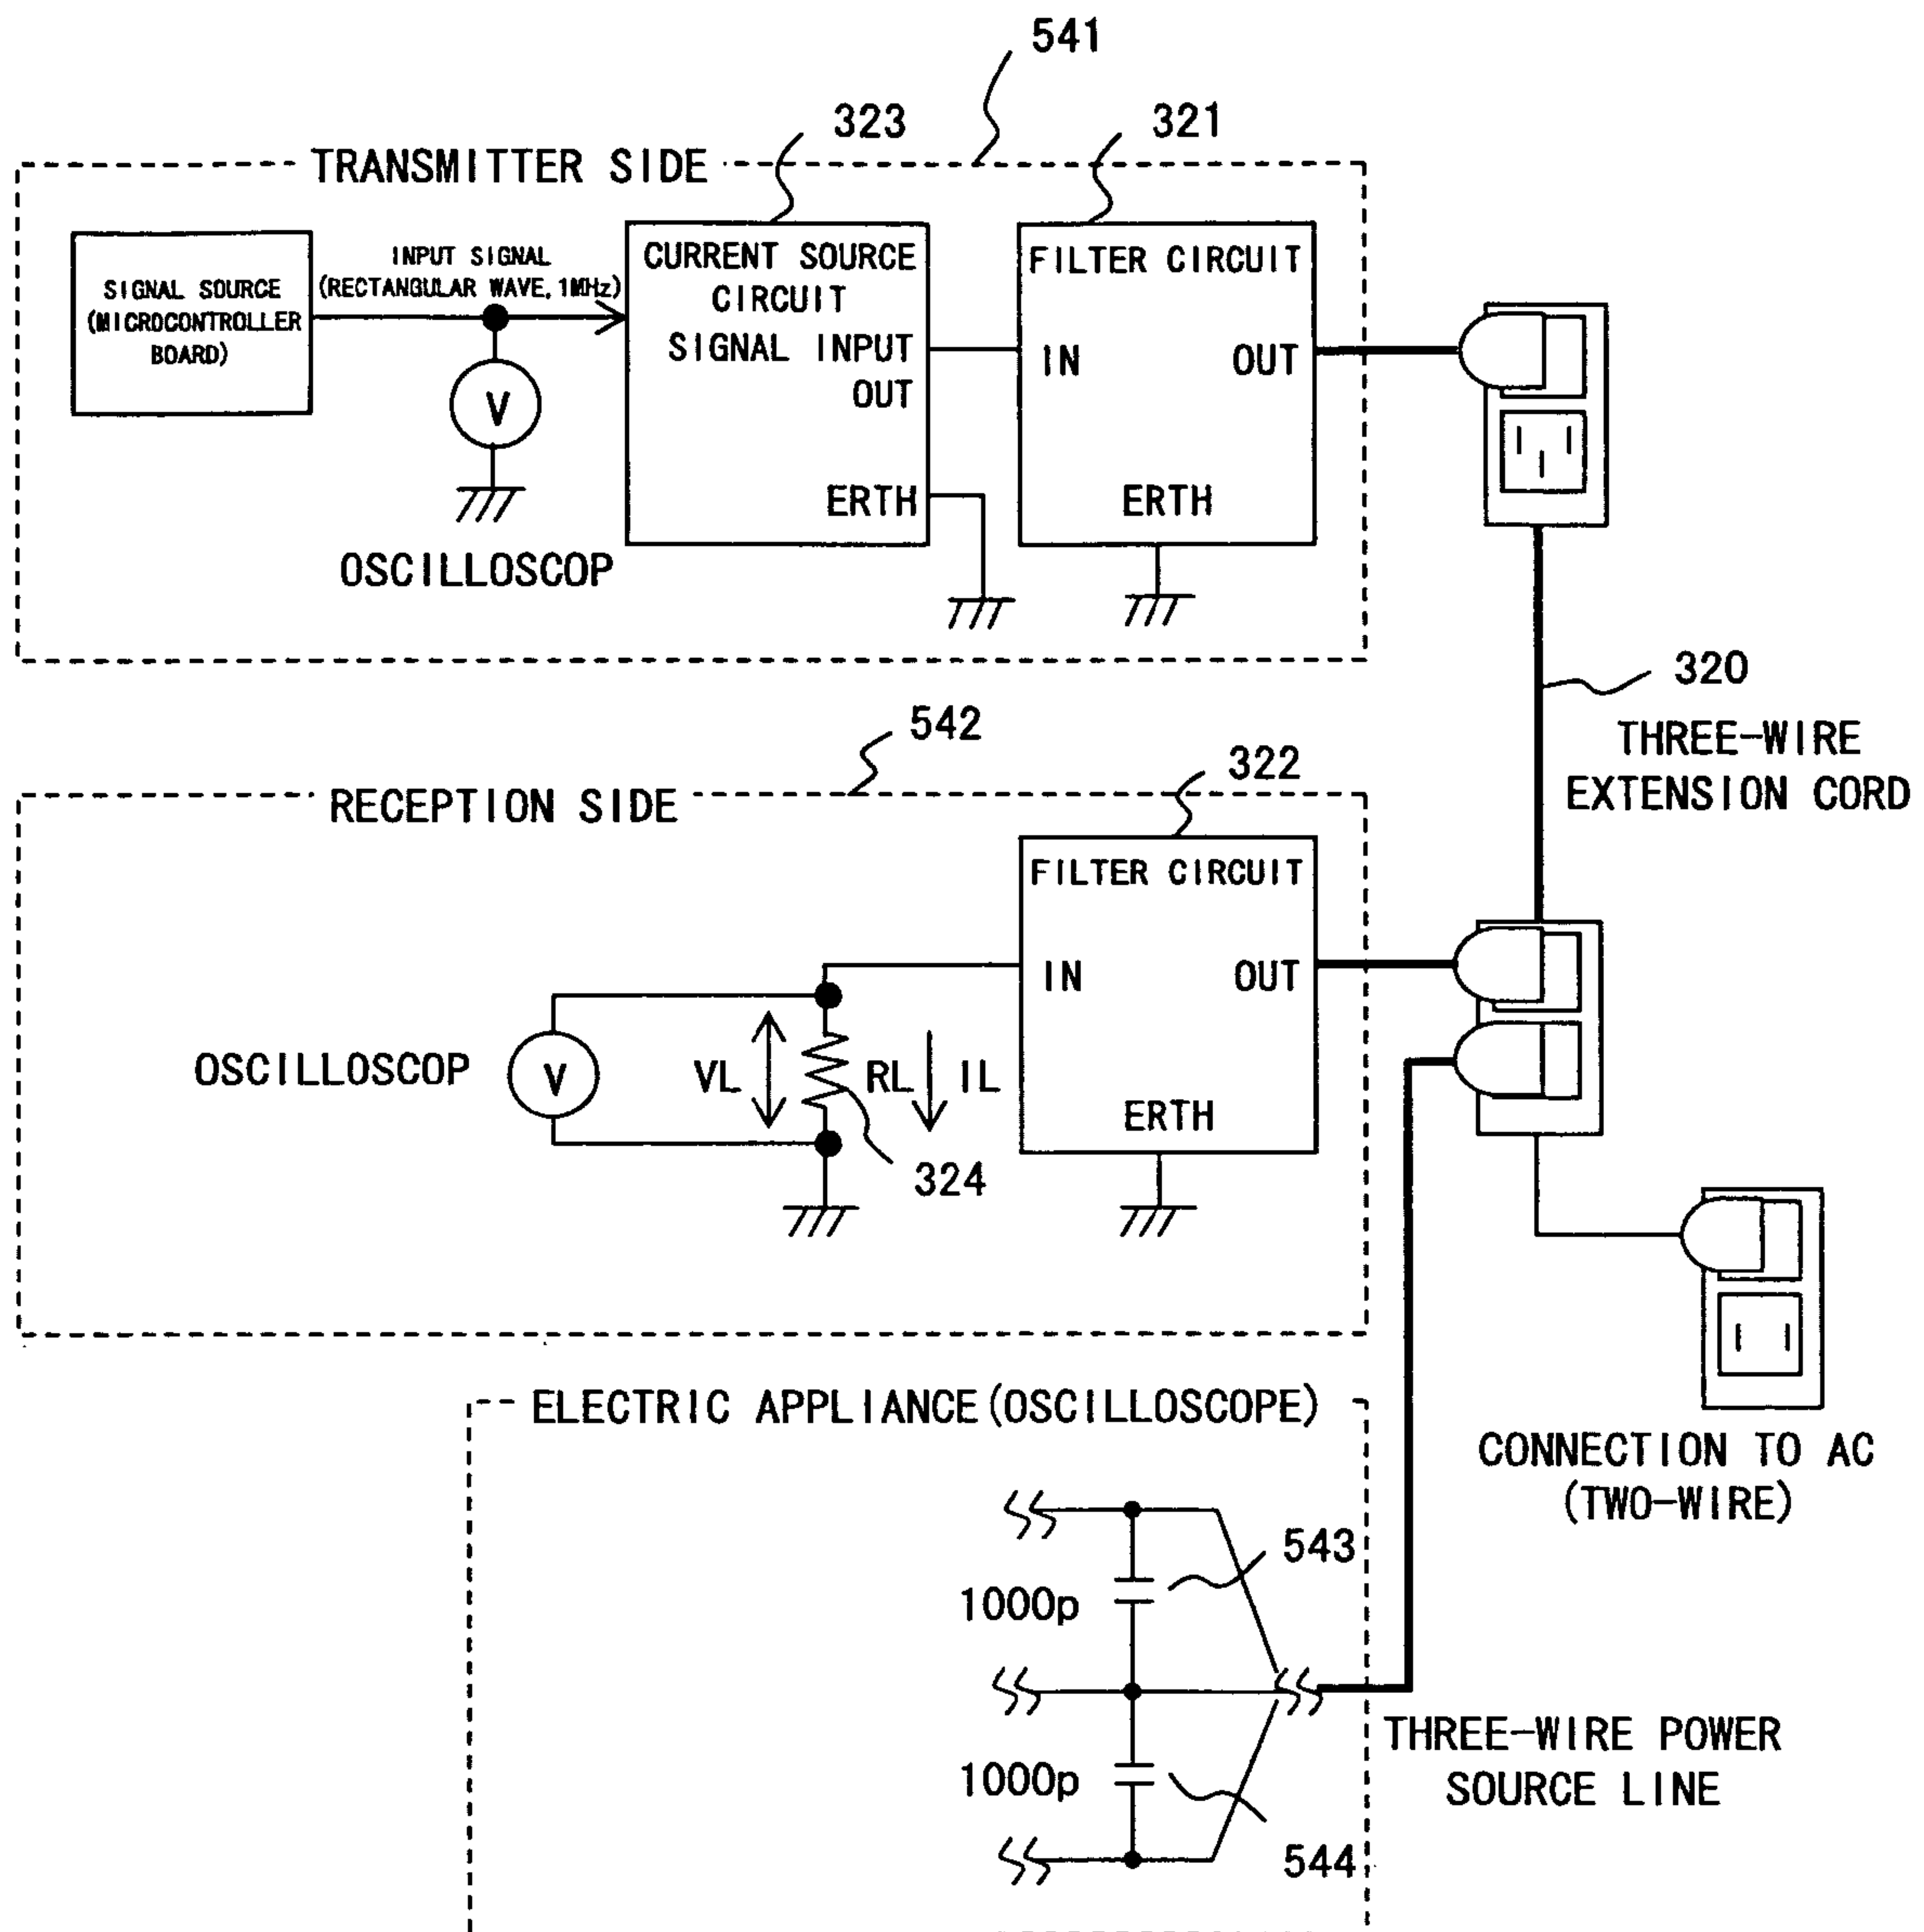 541
323
321
TRANSMITTER SIDE
SIGNAL SOURCE
(MICROCONTROLLER
BOARD)
INPUT SIGNAL
(RECTANGULAR WAVE, 1MHz)
V
OSCILLOSCOP
CURRENT SOURCE
CIRCUIT
SIGNAL INPUT
OUT
ERTH
FILTER CIRCUIT
IN
OUT
ERTH
320
THREE-WIRE
EXTENSION CORD
542
322
RECEPTION SIDE
FILTER CIRCUIT
IN
OUT
ERTH
OSCILLOSCOP
V
VL
RL
IL
324
CONNECTION TO AC
(TWO-WIRE)
ELECTRIC APPLIANCE(OSCILLOSCOPE)
543
1000p
1000p
544
THREE-WIRE POWER
SOURCE LINE